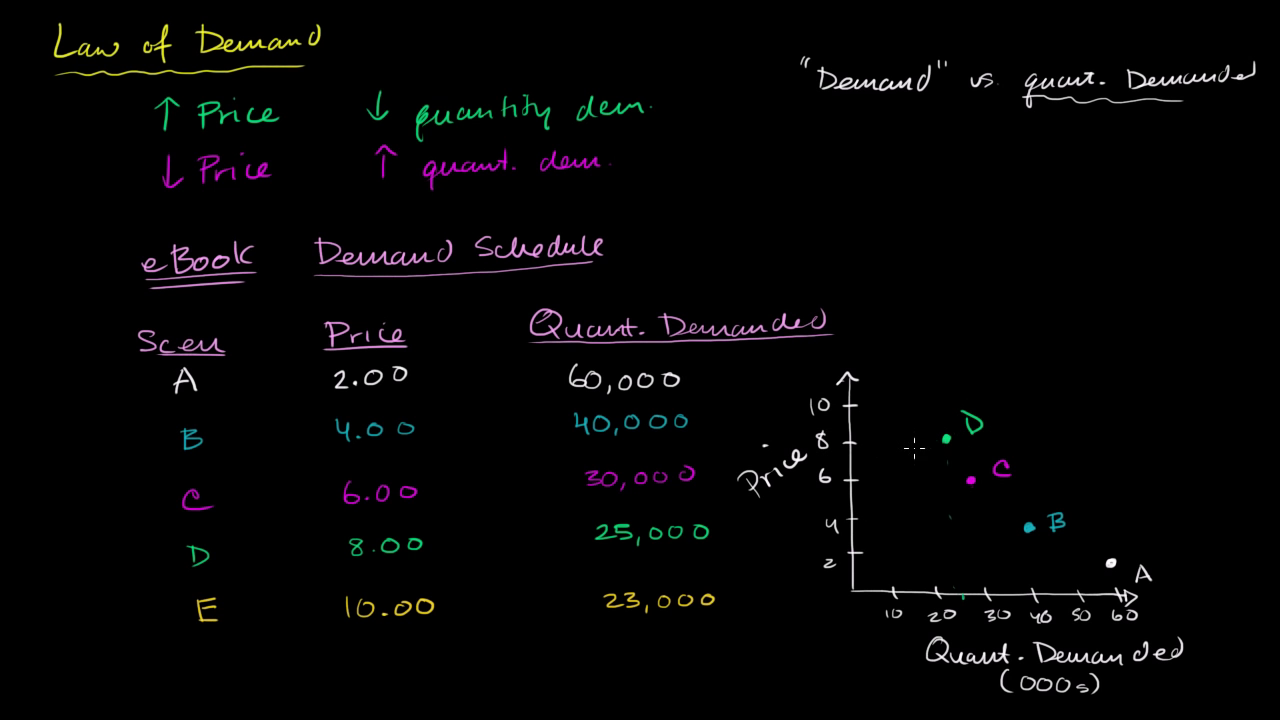 Law of Demand
"Demand" vs. quant. Demanded
↑ Price ↓ quantity dem.
↓ Price ↑ quant. dem.
eBook Demand Schedule
Scen Price Quant. Demanded
A 2.00 60,000
B 4.00 40,000
C 6.00 30,000
D 8.00 25,000
E 10.00 23,000
Price
10
8
6
4
2
D
C
B
A
10 20 30 40 50 60
Quant. Demanded
(000s)